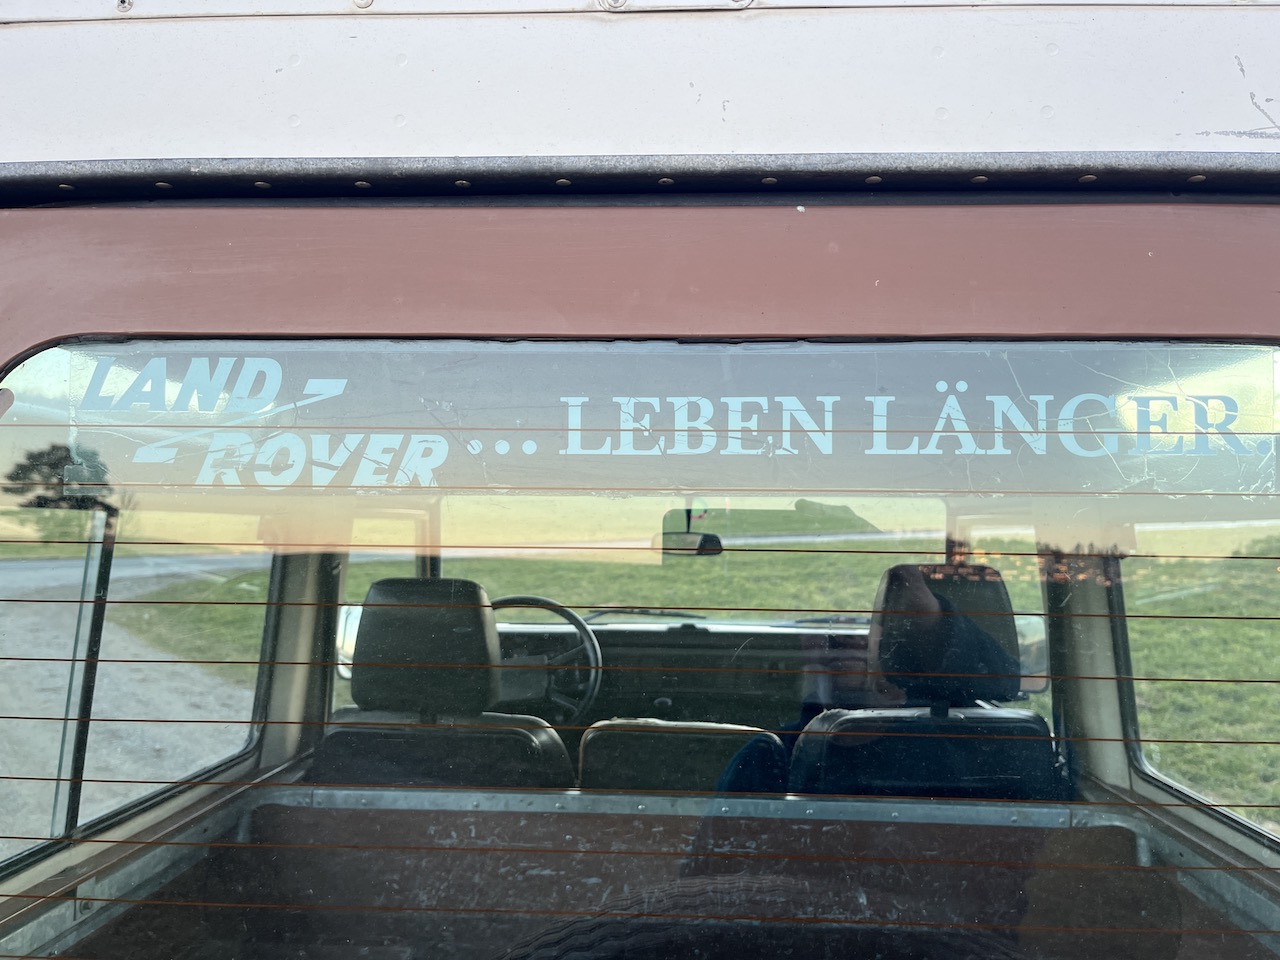 LAND
ROVER ... LEBEN LÄNGER.